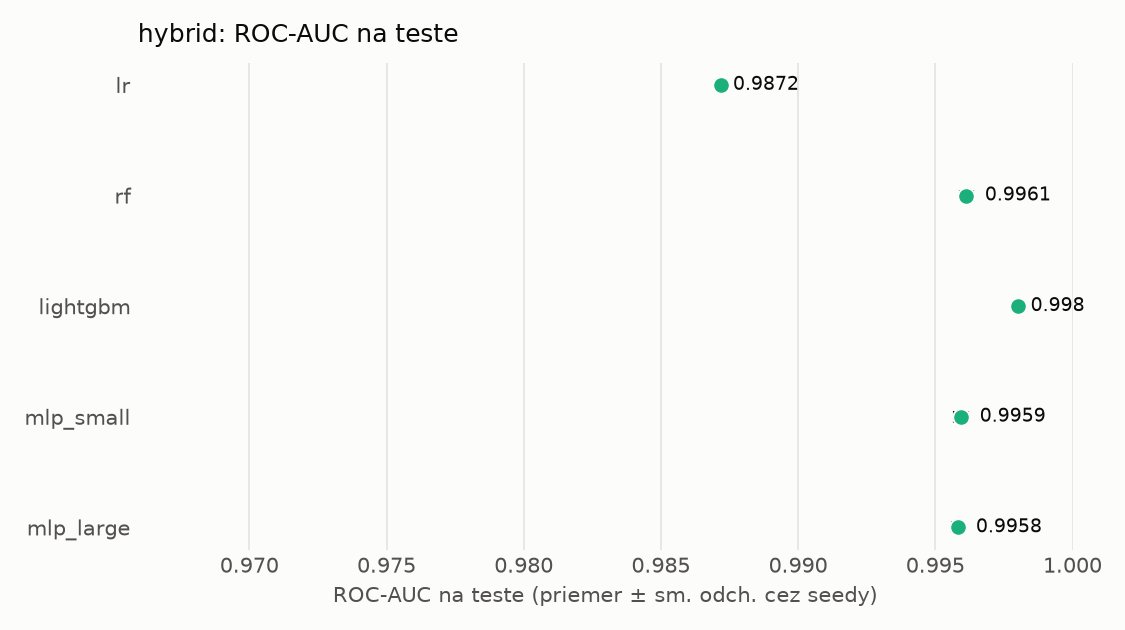 hybrid: ROC-AUC na teste
lr
0.9872
rf
0.9961
lightgbm
0.998
mlp_small
0.9959
mlp_large
0.9958
0.970 0.975 0.980 0.985 0.990 0.995 1.000
ROC-AUC na teste (priemer ± sm. odch. cez seedy)